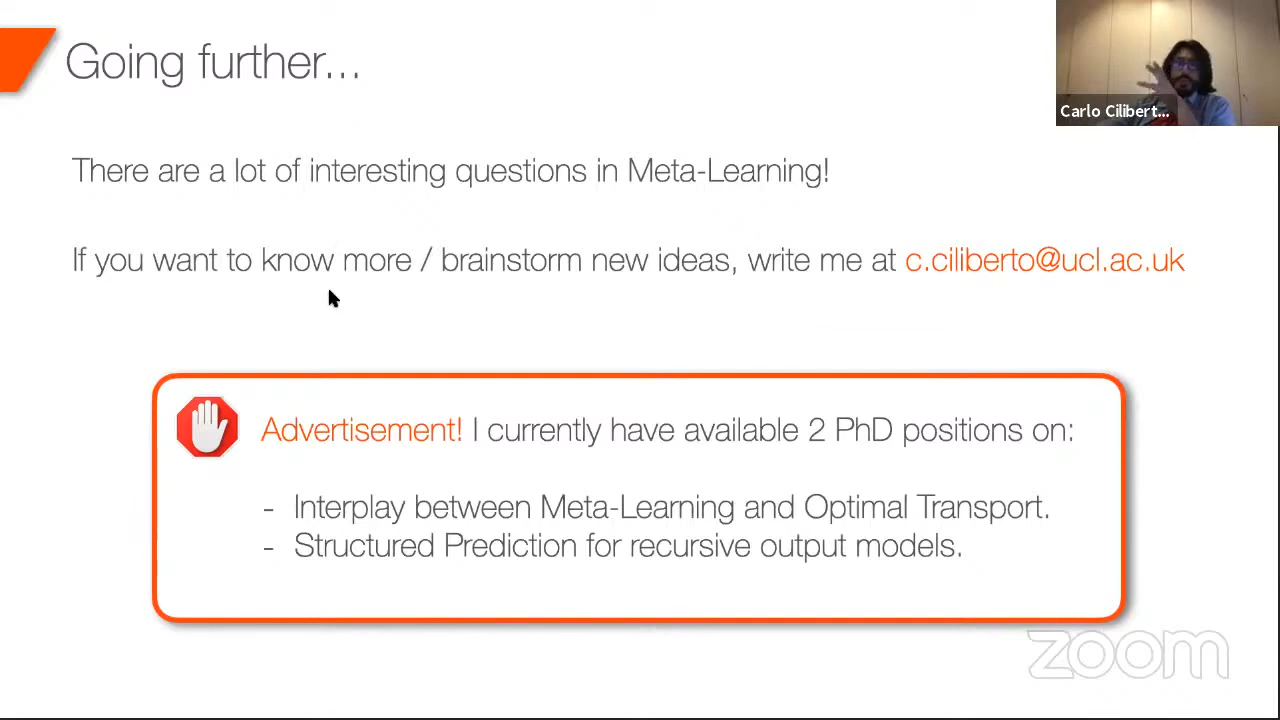 Going further...
Carlo Cilibert...
There are a lot of interesting questions in Meta-Learning!
If you want to know more / brainstorm new ideas, write me at c.ciliberto@ucl.ac.uk
Advertisement! I currently have available 2 PhD positions on:
- Interplay between Meta-Learning and Optimal Transport.
- Structured Prediction for recursive output models.
zoom